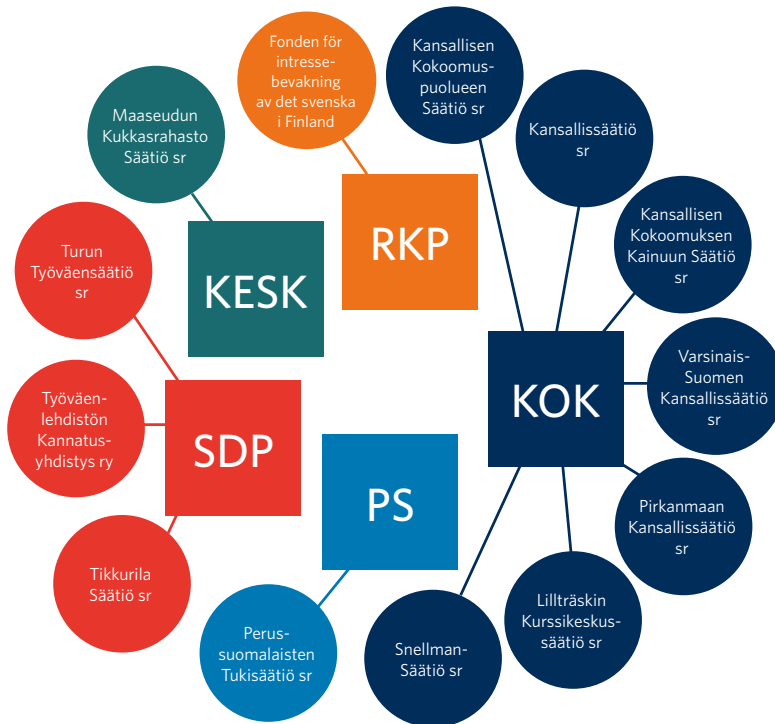 Fonden för
intresse-
bevakning
av det svenska
i Finland
Kansallisen
Kokoomus-
puolueen
Säätiö sr
Maaseudun
Kukkasrahasto
Säätiö sr
Kansallissäätiö
sr
RKP
Kansallisen
Kokoomuksen
Kainuun Säätiö
sr
Turun
Työväensäätiö
sr
KESK
Varsinais-
Suomen
Kansallissäätiö
sr
KOK
Työväen-
lehdistön
Kannatus-
yhdistys ry
SDP
PS
Pirkanmaan
Kansallissäätiö
sr
Tikkurila
Säätiö sr
Lillträskin
Kurssikeskus-
säätiö sr
Perus-
suomalaisten
Tukisäätiö sr
Snellman-
Säätiö sr